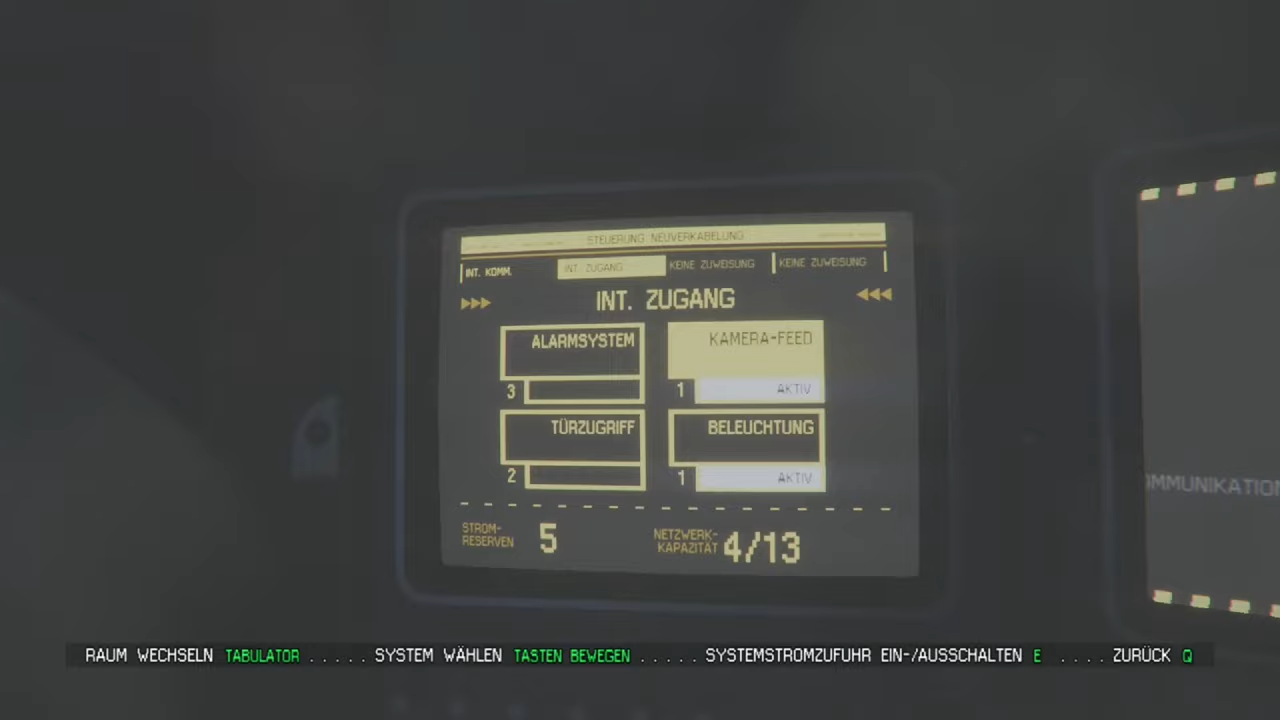 STEUERUNG NEUVERKABELUNG
INT. KOMM. INT. ZUGANG KEINE ZUWEISUNG KEINE ZUWEISUNG
INT. ZUGANG
ALARMSYSTEM KAMERA-FEED
3 1 AKTIV
TÜRZUGRIFF BELEUCHTUNG
2 1 AKTIV
STROM-
RESERVEN 5 NETZWERK-
KAPAZITÄT 4/13
OMMUNIKATION
RAUM WECHSELN TABULATOR ..... SYSTEM WÄHLEN TASTEN BEWEGEN ..... SYSTEMSTROMZUFUHR EIN-/AUSSCHALTEN E .... ZURÜCK Q